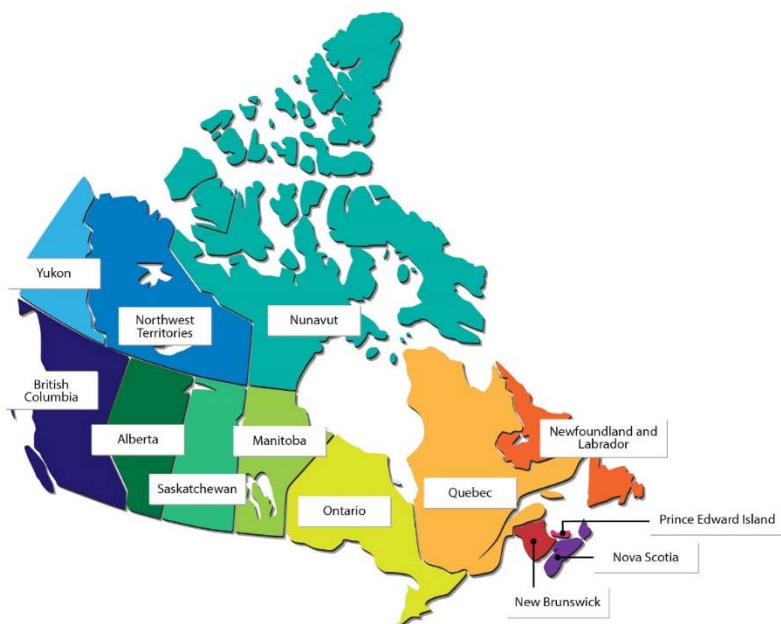 Yukon
Northwest
Territories
Nunavut
British
Columbia
Alberta
Saskatchewan
Manitoba
Ontario
Quebec
Newfoundland and
Labrador
Prince Edward Island
Nova Scotia
New Brunswick